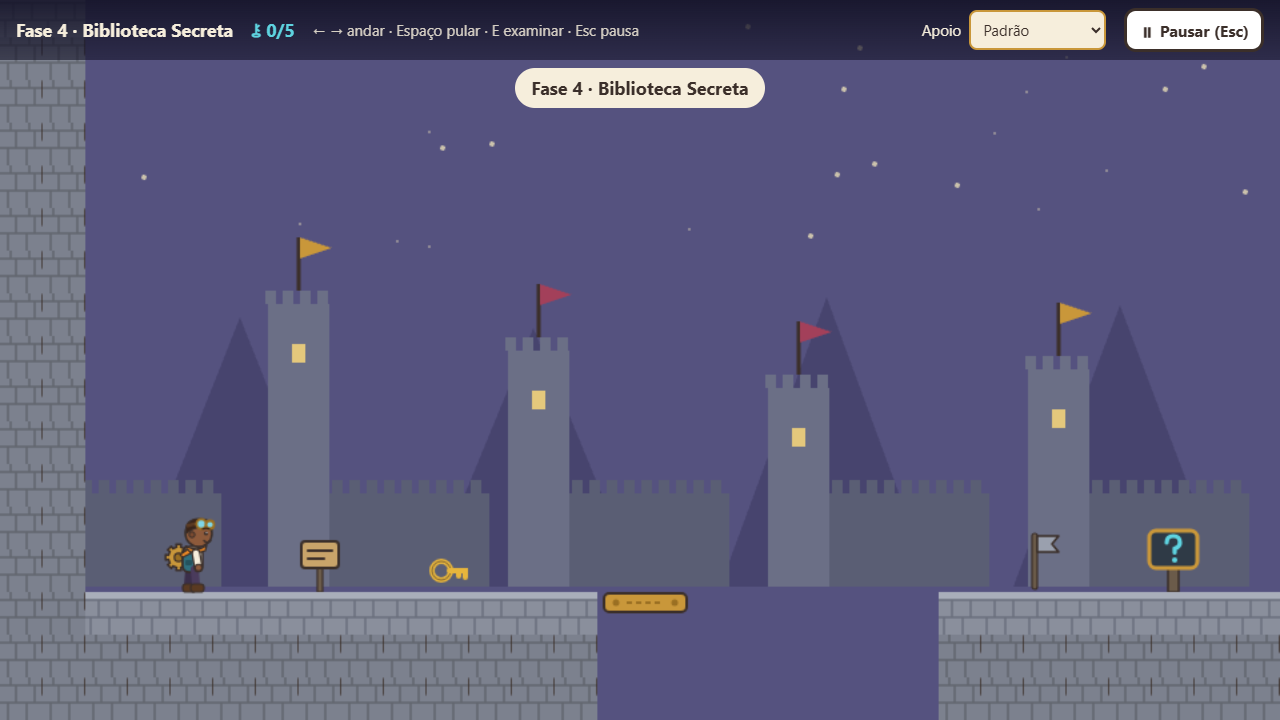 Fase 4 · Biblioteca Secreta 0/5 ← → andar · Espaço pular · E examinar · Esc pausa Apoio Padrão Pausar (Esc)
Fase 4 · Biblioteca Secreta
?